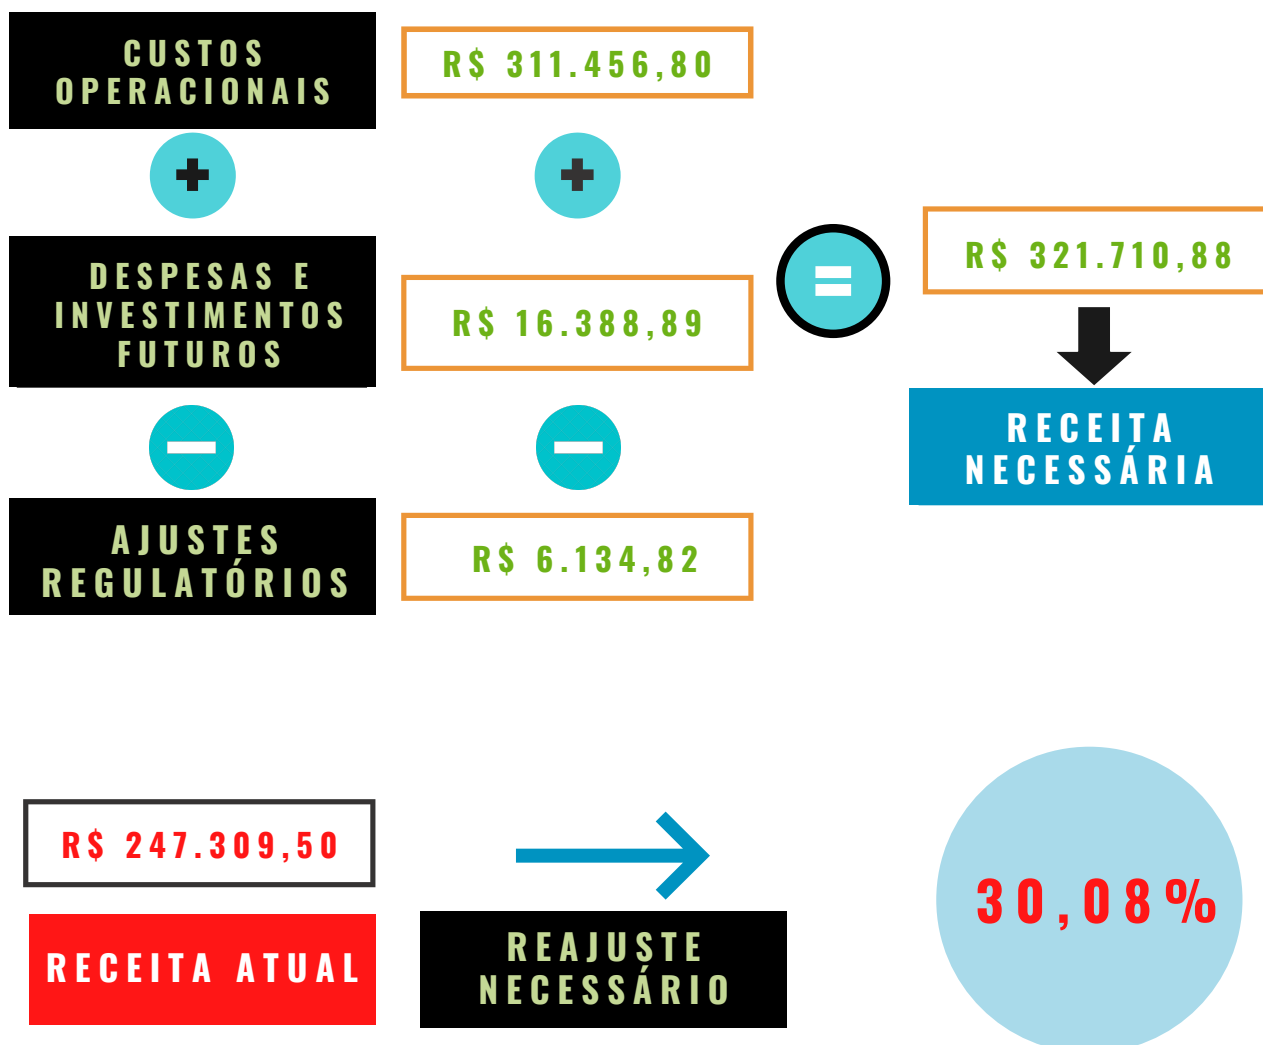 CUSTOS
OPERACIONAIS
R$ 311.456,80
+
+
DESPESAS E
INVESTIMENTOS
FUTUROS
R$ 16.388,89
=
R$ 321.710,88
RECEITA
NECESSÁRIA
−
−
AJUSTES
REGULATÓRIOS
R$ 6.134,82
R$ 247.309,50
RECEITA ATUAL
REAJUSTE
NECESSÁRIO
30,08%